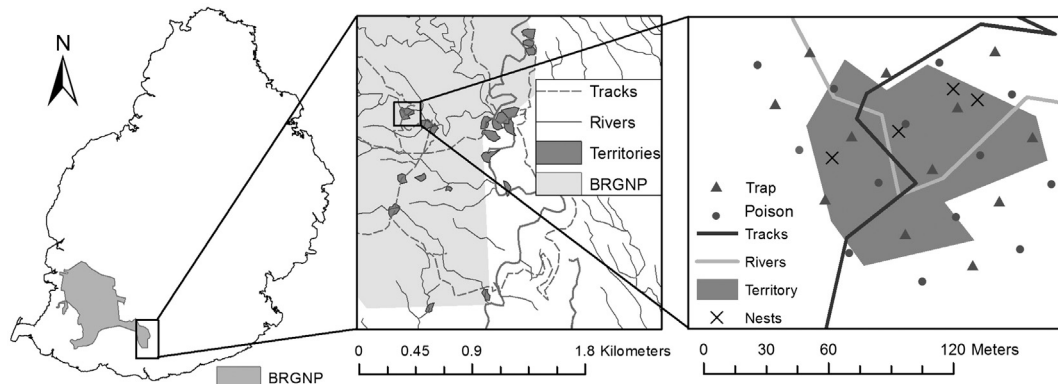 N
BRGNP
Tracks
Rivers
Territories
BRGNP
0 0.45 0.9 1.8 Kilometers
Trap
Poison
Tracks
Rivers
Territory
Nests
0 30 60 120 Meters